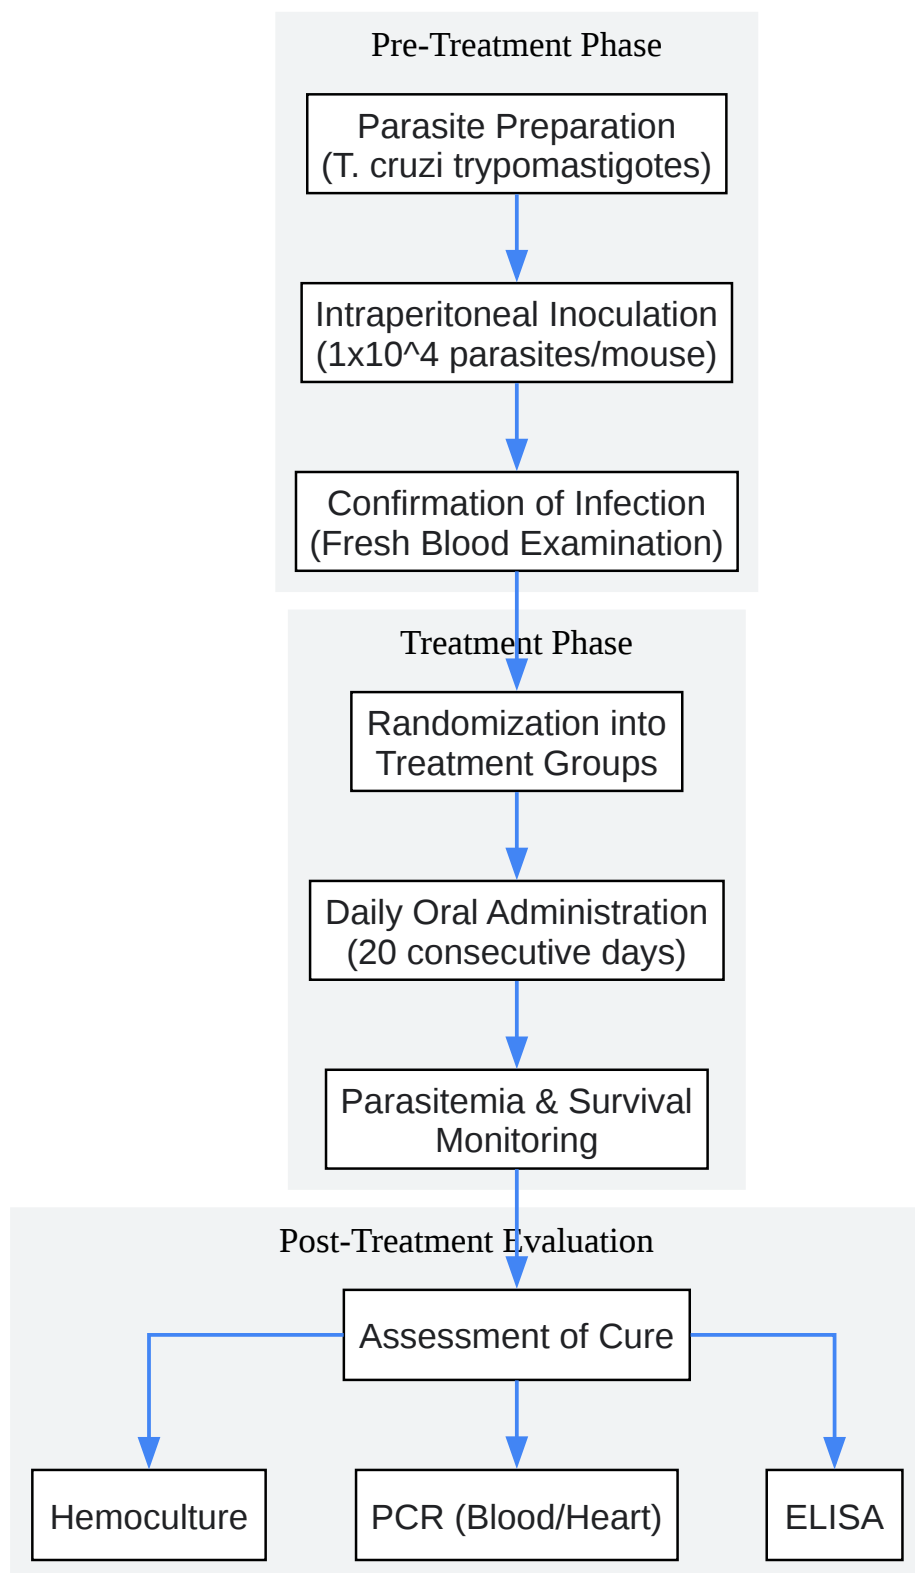 Pre-Treatment Phase
Parasite Preparation
(T. cruzi trypomastigotes)
Intraperitoneal Inoculation
(1x10^4 parasites/mouse)
Confirmation of Infection
(Fresh Blood Examination)
Treatment Phase
Randomization into
Treatment Groups
Daily Oral Administration
(20 consecutive days)
Parasitemia & Survival
Monitoring
Post-Treatment Evaluation
Assessment of Cure
Hemoculture
PCR (Blood/Heart)
ELISA